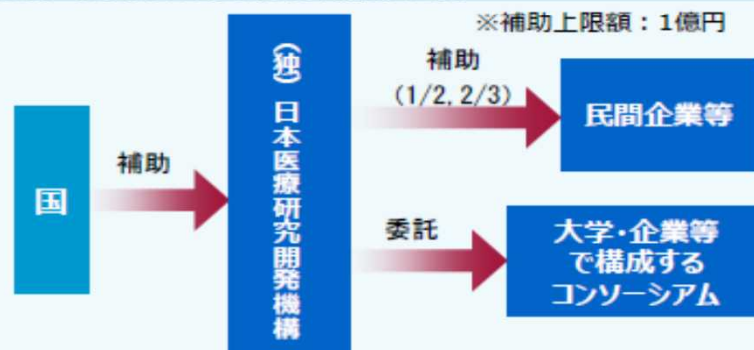 ※補助上限額：1億円
国
補助
（独）日本医療研究開発機構
補助
(1/2, 2/3)
民間企業等
委託
大学・企業等
で構成する
コンソーシアム